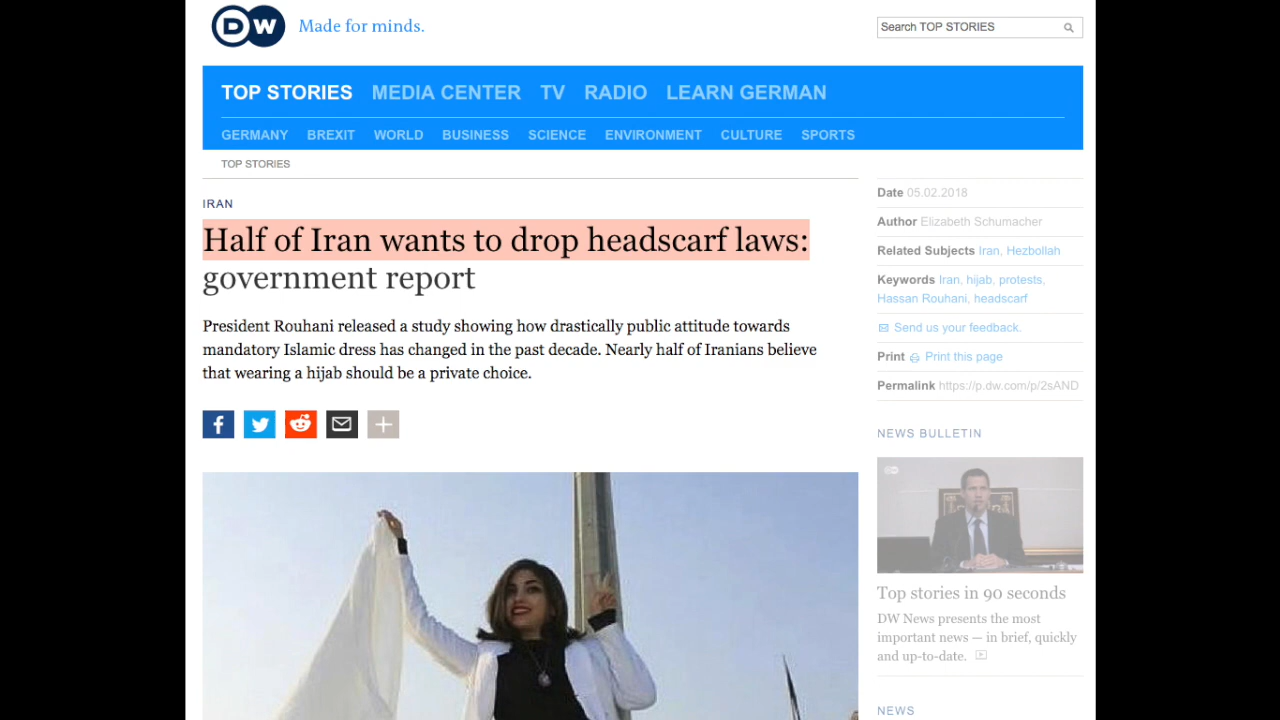 DW Made for minds.
Search TOP STORIES
TOP STORIES MEDIA CENTER TV RADIO LEARN GERMAN
GERMANY BREXIT WORLD BUSINESS SCIENCE ENVIRONMENT CULTURE SPORTS
TOP STORIES
IRAN
Half of Iran wants to drop headscarf laws:
government report
President Rouhani released a study showing how drastically public attitude towards
mandatory Islamic dress has changed in the past decade. Nearly half of Iranians believe
that wearing a hijab should be a private choice.
Date 05.02.2018
Author Elizabeth Schumacher
Related Subjects Iran, Hezbollah
Keywords Iran, hijab, protests,
Hassan Rouhani, headscarf
Send us your feedback.
Print Print this page
Permalink https://p.dw.com/p/2sAND
NEWS BULLETIN
DW
Top stories in 90 seconds
DW News presents the most
important news — in brief, quickly
and up-to-date.
NEWS